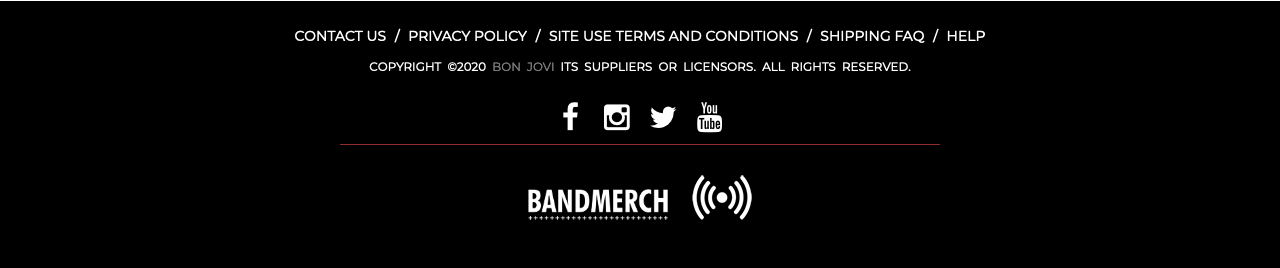 CONTACT US / PRIVACY POLICY / SITE USE TERMS AND CONDITIONS / SHIPPING FAQ / HELP
COPYRIGHT ©2020 BON JOVI ITS SUPPLIERS OR LICENSORS. ALL RIGHTS RESERVED.
You
Tube
BANDMERCH